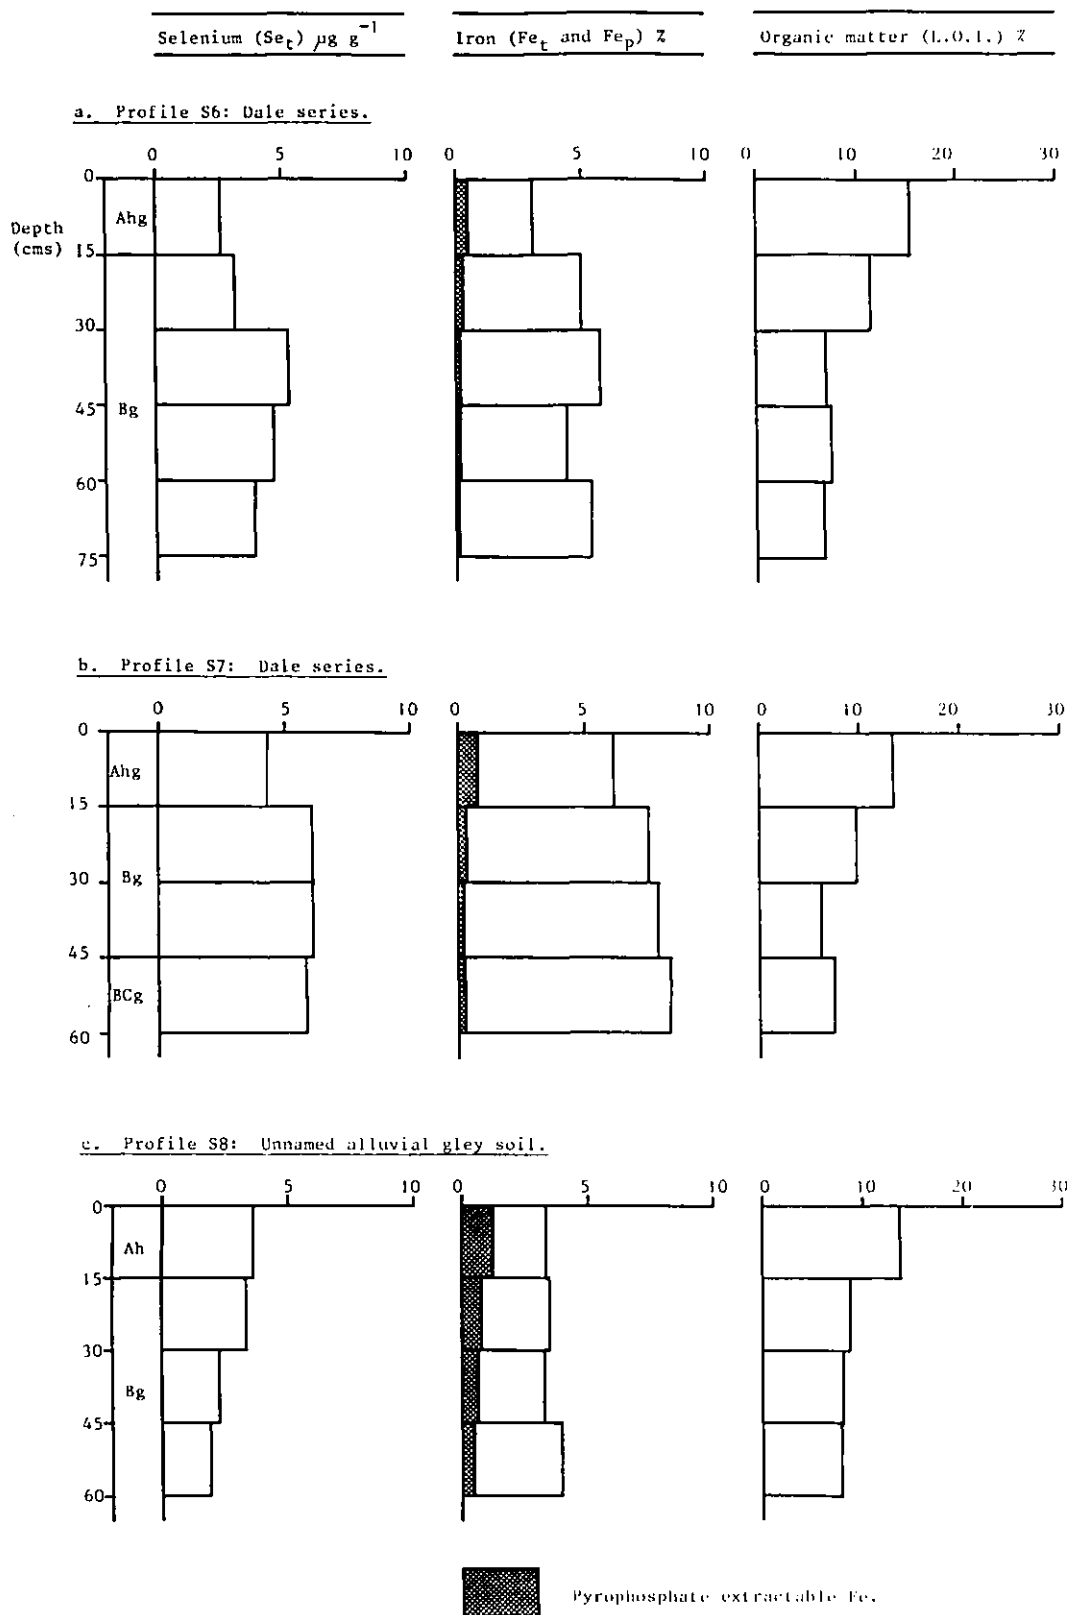 Selenium (Se_t) µg g⁻¹ Iron (Fe_t and Fe_p) % Organic matter (L.O.I.) %
a. Profile S6: Dale series.
0 5 10 0 5 10 0 10 20 30
Depth (cms)
0
15
30
45
60
75
Ahg
Bg
b. Profile S7: Dale series.
0 5 10 0 5 10 0 10 20 30
0
15
30
45
60
Ahg
Bg
BCg
c. Profile S8: Unnamed alluvial gley soil.
0 5 10 0 5 10 0 10 20 30
0
15
30
45
60
Ah
Bg
Pyrophosphate extractable Fe.